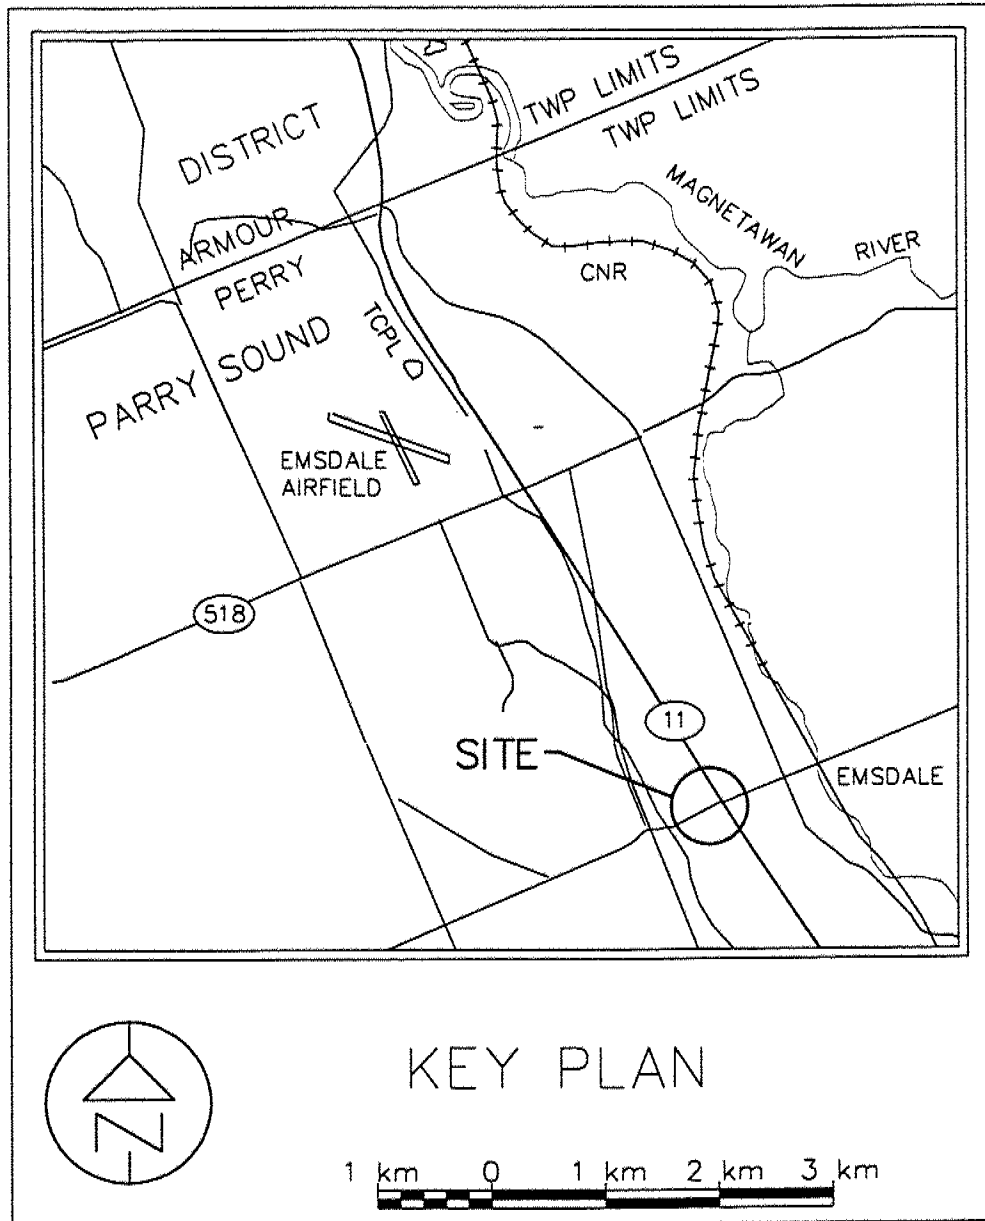 TWP LIMITS
TWP LIMITS
DISTRICT
MAGNETAWAN
RIVER
ARMOUR
PERRY
CNR
TCPL
PARRY SOUND
EMSDALE
AIRFIELD
518
11
SITE
EMSDALE
N
KEY PLAN
1 km 0 1 km 2 km 3 km